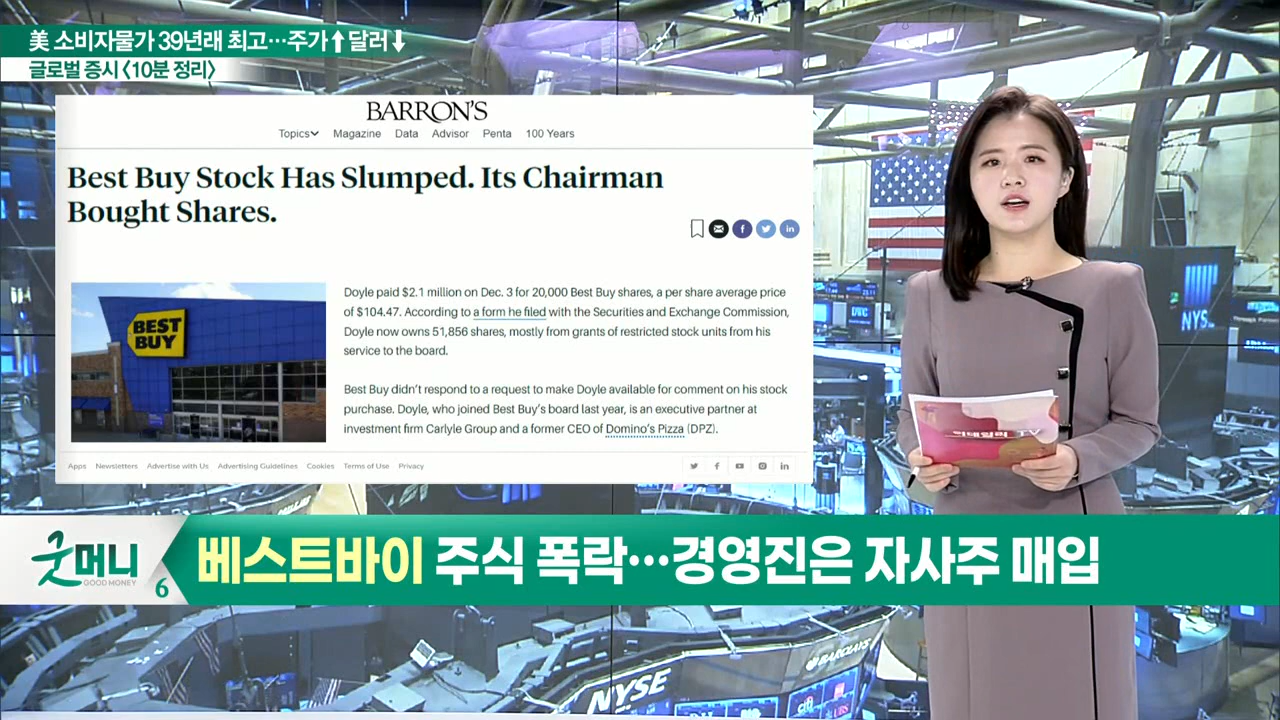 美 소비자물가 39년래 최고…주가⬆달러⬇
글로벌 증시 <10분 정리>
BARRON'S
Topics Magazine Data Advisor Penta 100 Years
Best Buy Stock Has Slumped. Its Chairman
Bought Shares.
BEST
BUY
Doyle paid $2.1 million on Dec. 3 for 20,000 Best Buy shares, a per share average price
of $104.47. According to a form he filed with the Securities and Exchange Commission,
Doyle now owns 51,856 shares, mostly from grants of restricted stock units from his
service to the board.
Best Buy didn't respond to a request to make Doyle available for comment on his stock
purchase. Doyle, who joined Best Buy's board last year, is an executive partner at
investment firm Carlyle Group and a former CEO of Domino's Pizza (DPZ).
Apps Newsletters Advertise with Us Advertising Guidelines Cookies Terms of Use Privacy
NYS
이데일리 TV
굿머니
GOOD MONEY
6
베스트바이 주식 폭락…경영진은 자사주 매입
NYSE
BARCLAYS
citi
UBS